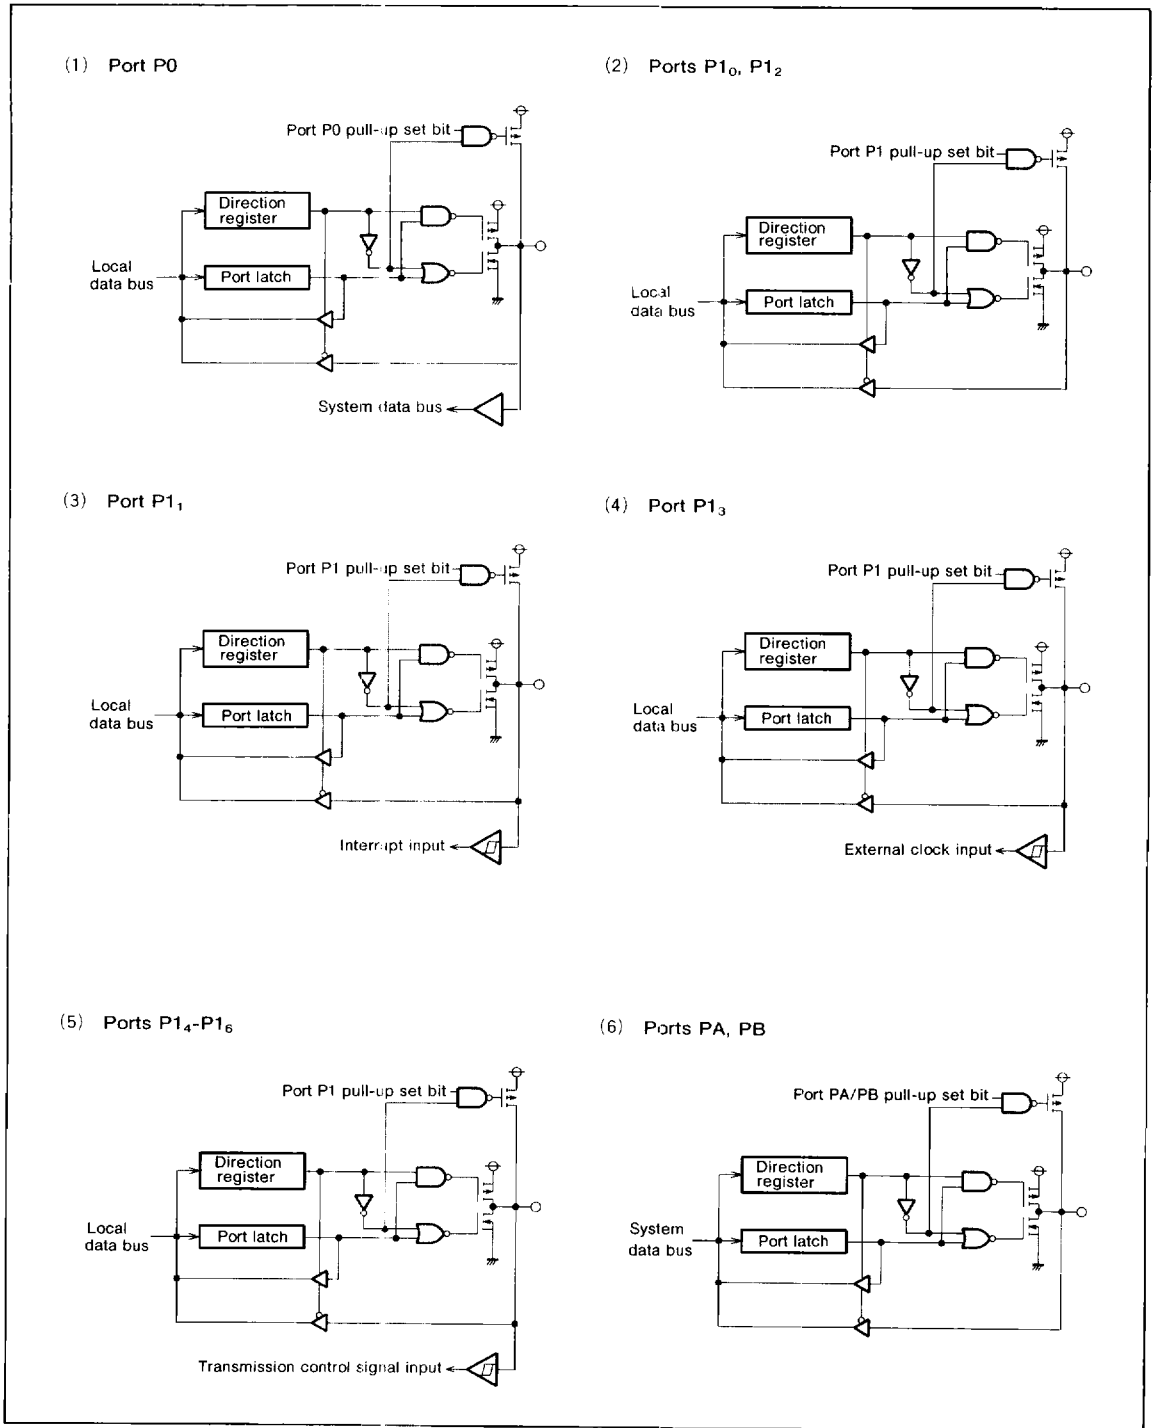 (1) Port P0
Port P0 pull-up set bit
Direction
register
Local
data bus
Port latch
System data bus
(2) Ports P1₀, P1₂
Port P1 pull-up set bit
Direction
register
Local
data bus
Port latch
(3) Port P1₁
Port P1 pull-up set bit
Direction
register
Local
data bus
Port latch
Interrupt input
(4) Port P1₃
Port P1 pull-up set bit
Direction
register
Local
data bus
Port latch
External clock input
(5) Ports P1₄-P1₆
Port P1 pull-up set bit
Direction
register
Local
data bus
Port latch
Transmission control signal input
(6) Ports PA, PB
Port PA/PB pull-up set bit
Direction
register
System
data bus
Port latch